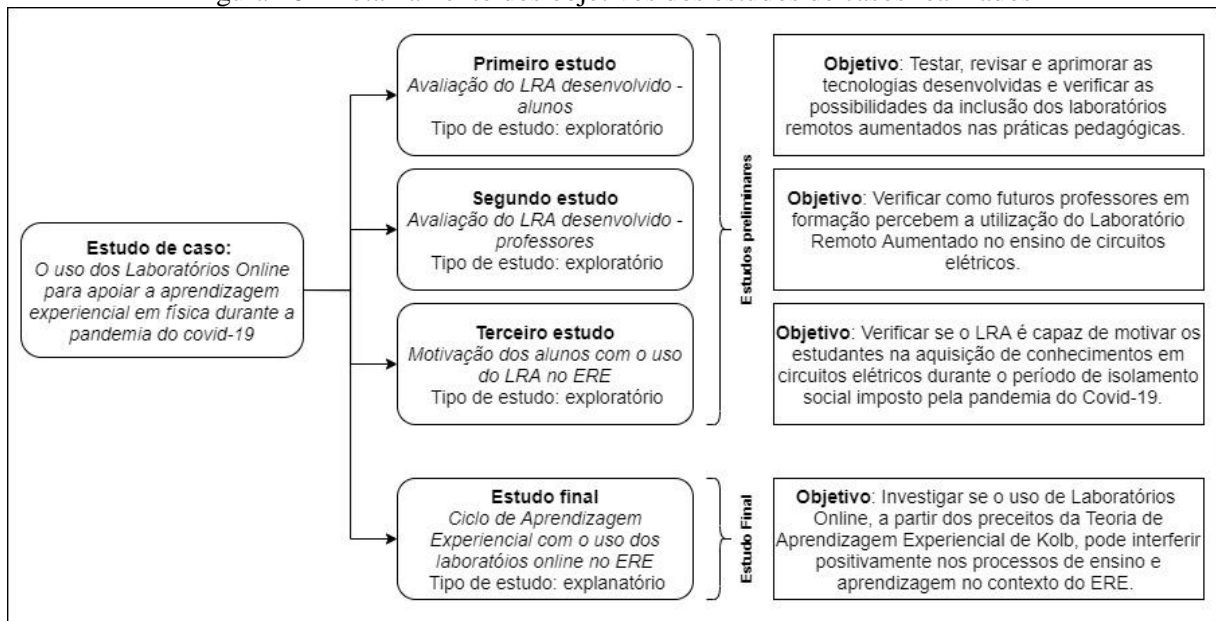 Primeiro estudo
Avaliação do LRA desenvolvido -
alunos
Tipo de estudo: exploratório
Objetivo: Testar, revisar e aprimorar as
tecnologias desenvolvidas e verificar as
possibilidades da inclusão dos laboratórios
remotos aumentados nas práticas pedagógicas.
Estudo de caso:
O uso dos Laboratórios Online
para apoiar a aprendizagem
experiencial em física durante a
pandemia do covid-19
Segundo estudo
Avaliação do LRA desenvolvido -
professores
Tipo de estudo: exploratório
Estudos preliminares
Objetivo: Verificar como futuros professores em
formação percebem a utilização do Laboratório
Remoto Aumentado no ensino de circuitos
elétricos.
Terceiro estudo
Motivação dos alunos com o uso
do LRA no ERE
Tipo de estudo: exploratório
Objetivo: Verificar se o LRA é capaz de motivar os
estudantes na aquisição de conhecimentos em
circuitos elétricos durante o período de isolamento
social imposto pela pandemia do Covid-19.
Estudo final
Ciclo de Aprendizagem
Experiencial com o uso dos
laboratóios online no ERE
Tipo de estudo: explanatório
Estudo Final
Objetivo: Investigar se o uso de Laboratórios
Online, a partir dos preceitos da Teoria de
Aprendizagem Experiencial de Kolb, pode interferir
positivamente nos processos de ensino e
aprendizagem no contexto do ERE.